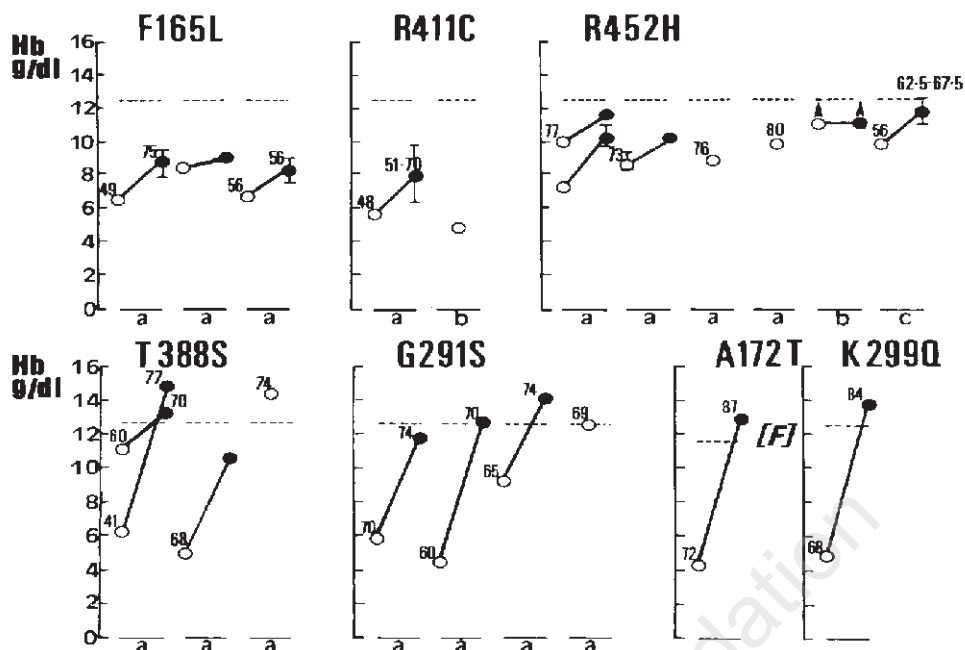 F165L R411C R452H
Hb
g/dl
16
14
12
10
8
6
4
2
0
49 75 56 56
48 51-70
77 73 76 80 56 62·5-67·5
a a a a b a a a a b c
T388S G291S A172T K299Q
Hb
g/dl
16
14
12
10
8
6
4
2
0
60 77 70 41 68 74
70 74 60 70 65 74 69
72 87 [F]
68 84
a a a a a a a
dation